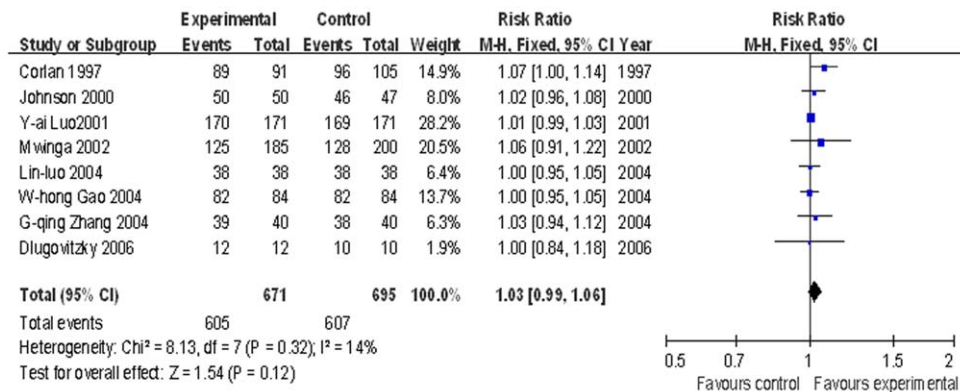 Experimental Control Risk Ratio Risk Ratio
Study or Subgroup Events Total Events Total Weight M-H, Fixed, 95% CI Year M-H, Fixed, 95% CI
Corlan 1997 89 91 96 105 14.9% 1.07 [1.00, 1.14] 1997
Johnson 2000 50 50 46 47 8.0% 1.02 [0.96, 1.08] 2000
Y-ai Luo2001 170 171 169 171 28.2% 1.01 [0.99, 1.03] 2001
Mwinga 2002 125 185 128 200 20.5% 1.06 [0.91, 1.22] 2002
Lin-luo 2004 38 38 38 38 6.4% 1.00 [0.95, 1.05] 2004
W-hong Gao 2004 82 84 82 84 13.7% 1.00 [0.95, 1.05] 2004
G-qing Zhang 2004 39 40 38 40 6.3% 1.03 [0.94, 1.12] 2004
Dlugovitzky 2006 12 12 10 10 1.9% 1.00 [0.84, 1.18] 2006
Total (95% CI) 671 695 100.0% 1.03 [0.99, 1.06]
Total events 605 607
Heterogeneity: Chi² = 8.13, df = 7 (P = 0.32); I² = 14%
Test for overall effect: Z = 1.54 (P = 0.12)
0.5 0.7 1 1.5 2
Favours control Favours experimental